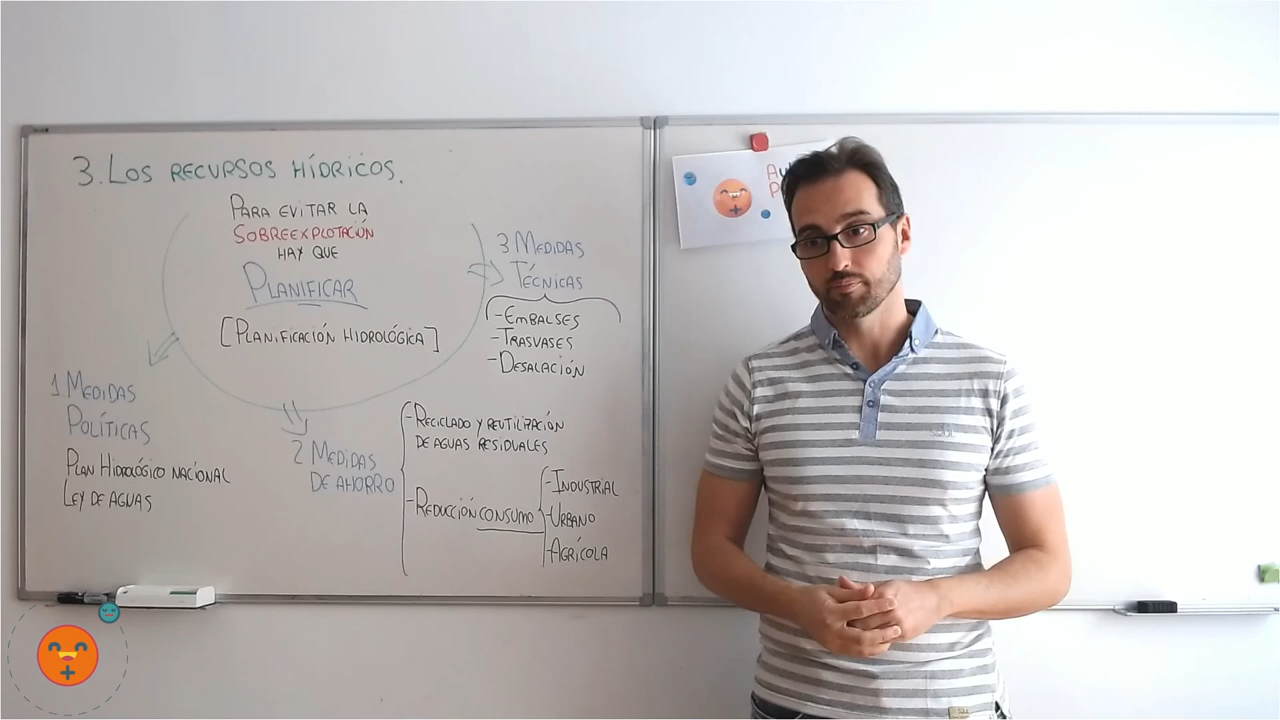 3. LOS RECURSOS HÍDRICOS.
PARA EVITAR LA
SOBREEXPLOTACIÓN
HAY QUE
PLANIFICAR
[PLANIFICACIÓN HIDROLÓGICA]
1 MEDIDAS
POLÍTICAS
PLAN HIDROLÓGICO NACIONAL
LEY DE AGUAS
2 MEDIDAS
DE AHORRO
-RECICLADO Y REUTILIZACIÓN
DE AGUAS RESIDUALES
-REDUCCIÓN CONSUMO
-INDUSTRIAL
-URBANO
-AGRÍCOLA
3 MEDIDAS
TÉCNICAS
-EMBALSES
-TRASVASES
-DESALACIÓN